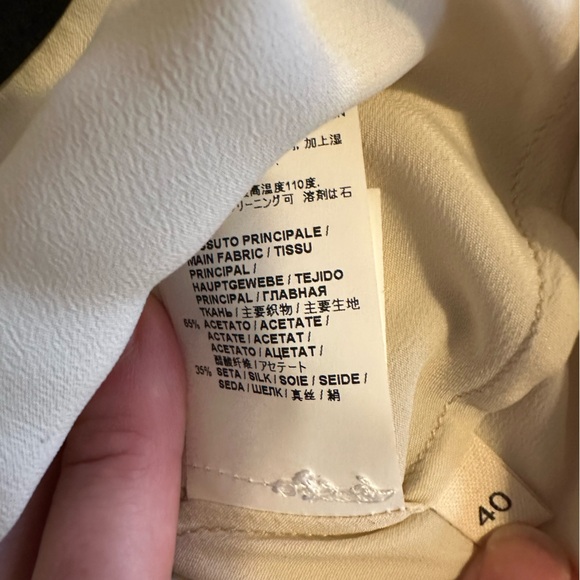 加上湿
高温度110度.
リーニング可 溶剤は石
SSUTO PRINCIPALE /
MAIN FABRIC / TISSU
PRINCIPAL /
HAUPTGEWEBE / TEJIDO
PRINCIPAL / ГЛАВНАЯ
ТКАНЬ / 主要织物 / 主要生地
65% ACETATO / ACETATE /
ACTATE / ACETAT /
ACETATO / АЦЕТАТ /
醋酸纤维 / アセテート
35% SETA / SILK / SOIE / SEIDE /
SEDA / ШЕЛК / 真丝 / 絹
40